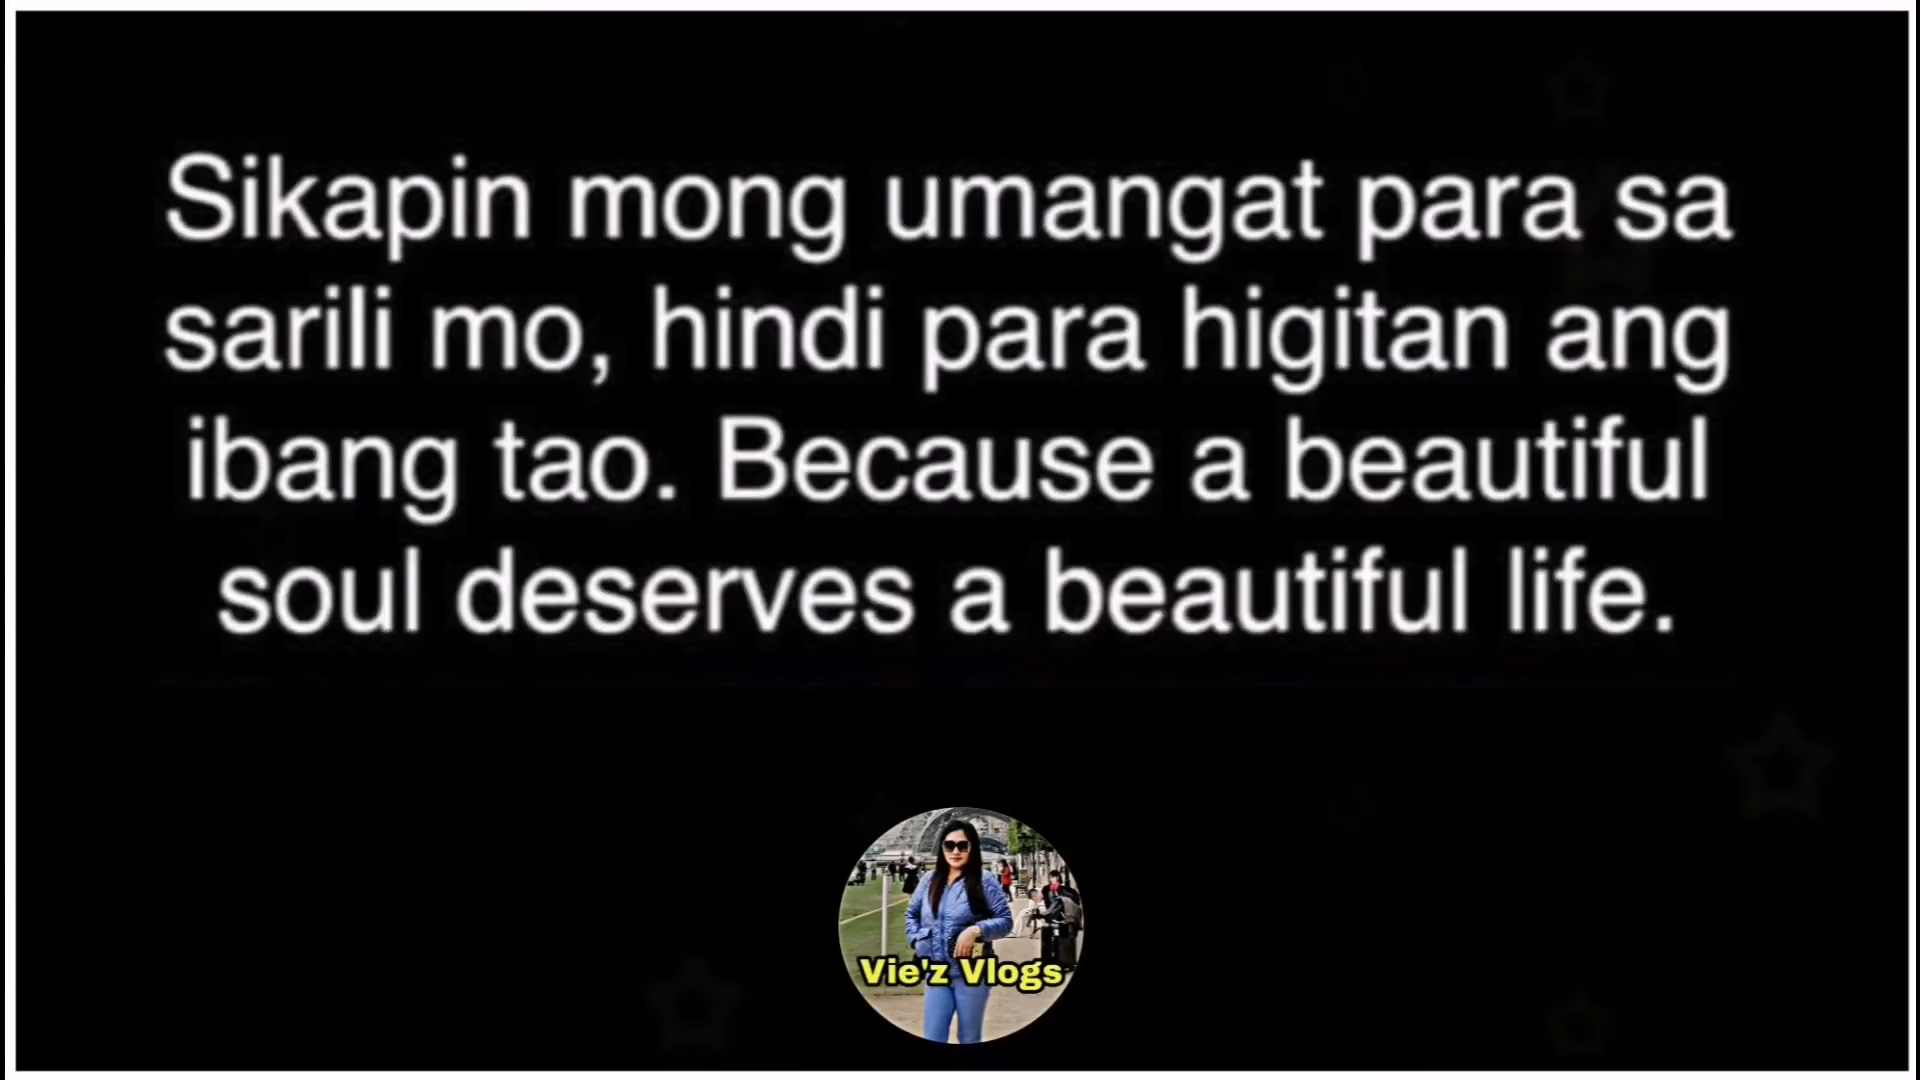 Sikapin mong umangat para sa
sarili mo, hindi para higitan ang
ibang tao. Because a beautiful
soul deserves a beautiful life.
Vie'z Vlogs